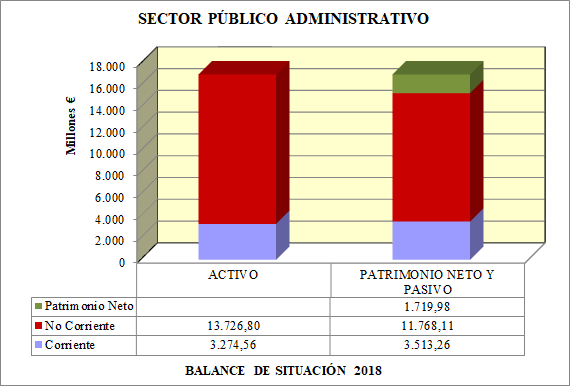 SECTOR PÚBLICO ADMINISTRATIVO
Millones €
18.000
16.000
14.000
12.000
10.000
8.000
6.000
4.000
2.000
0
ACTIVO
PATRIMONIO NETO Y
PASIVO
Patrimonio Neto 1.719,98
No Corriente 13.726,80 11.768,11
Corriente 3.274,56 3.513,26
BALANCE DE SITUACIÓN 2018